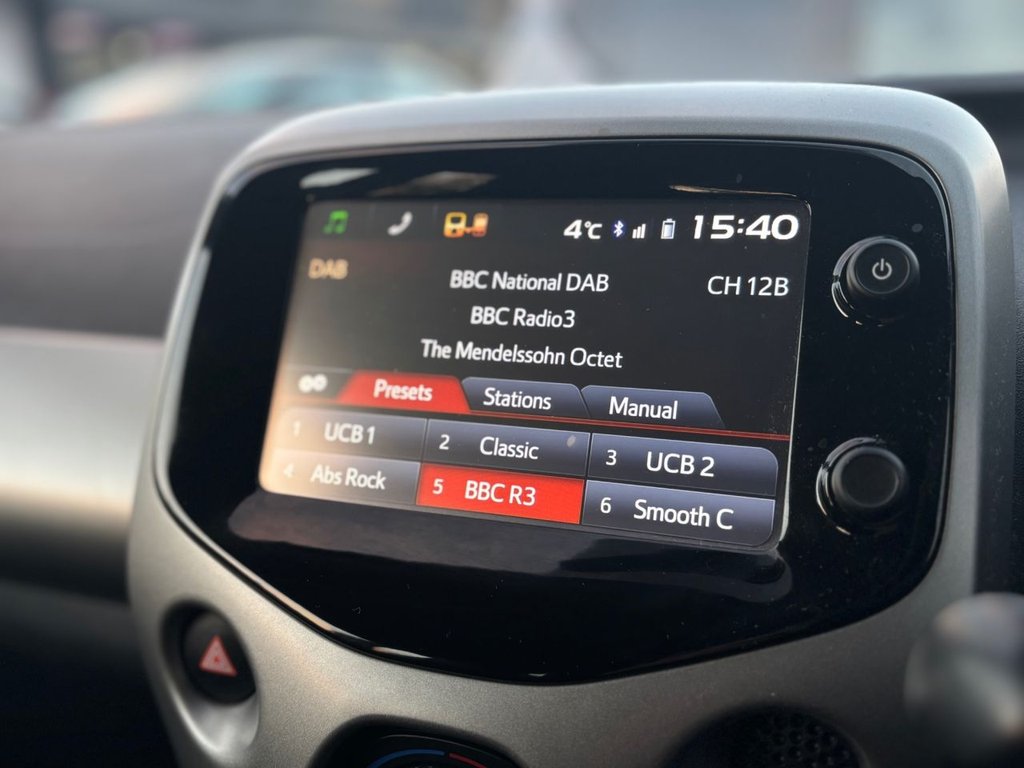 4°C 15:40
DAB BBC National DAB CH 12B
BBC Radio3
The Mendelssohn Octet
Presets Stations Manual
1 UCB 1 2 Classic 3 UCB 2
4 Abs Rock 5 BBC R3 6 Smooth C